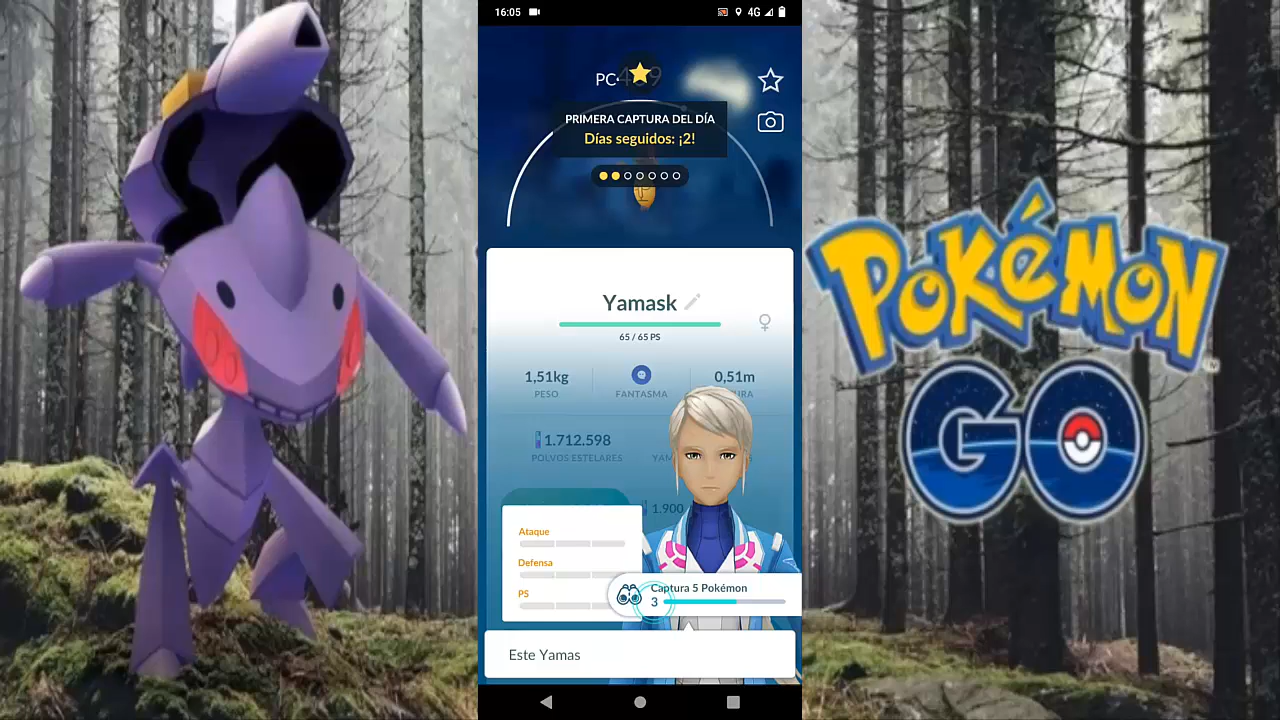 16:05
4G
PC
PRIMERA CAPTURA DEL DÍA
Días seguidos: ¡2!
Yamask
65 / 65 PS
1,51kg
0,51m
PESO
FANTASMA
1.712.598
POLVOS ESTELARES
1.900
Ataque
Defensa
PS
Captura 5 Pokémon
3
Este Yamas
POKÉMON
GO
TM